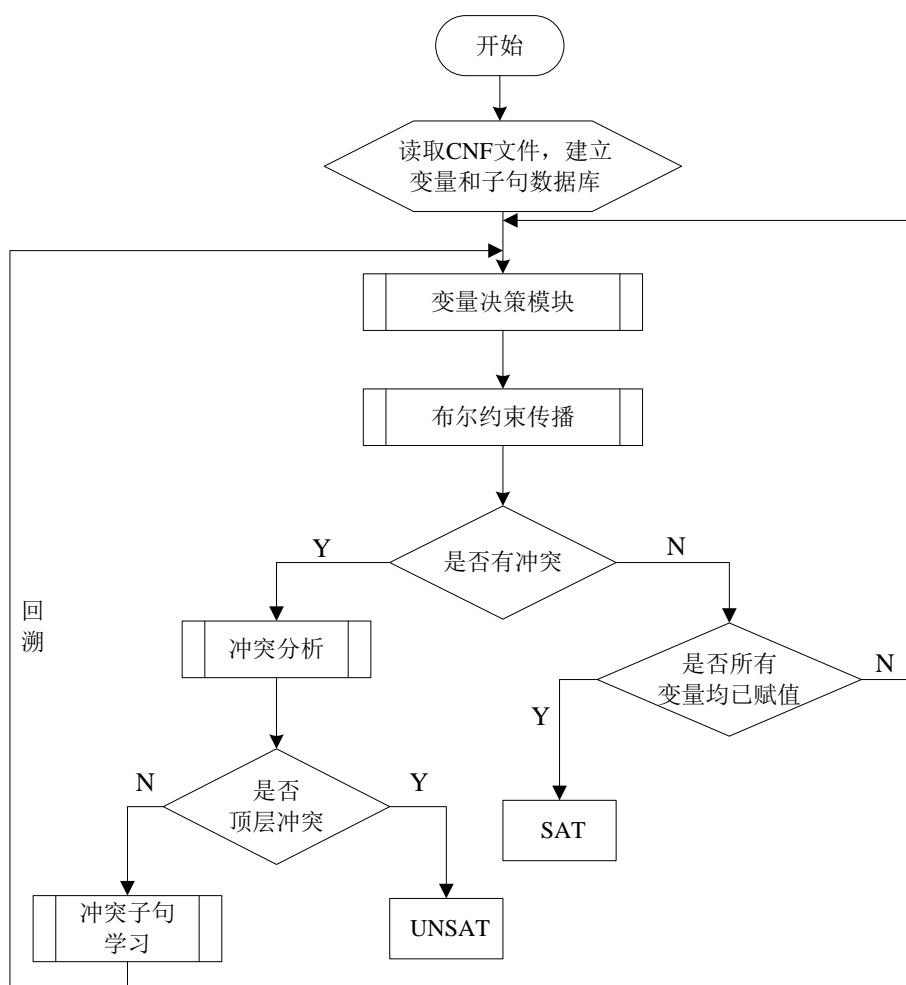 开始
读取CNF文件，建立
变量和子句数据库
变量决策模块
布尔约束传播
是否有冲突
Y
N
回
溯
冲突分析
是否所有
变量均已赋值
N
Y
是否
顶层冲突
N
Y
SAT
冲突子句
学习
UNSAT